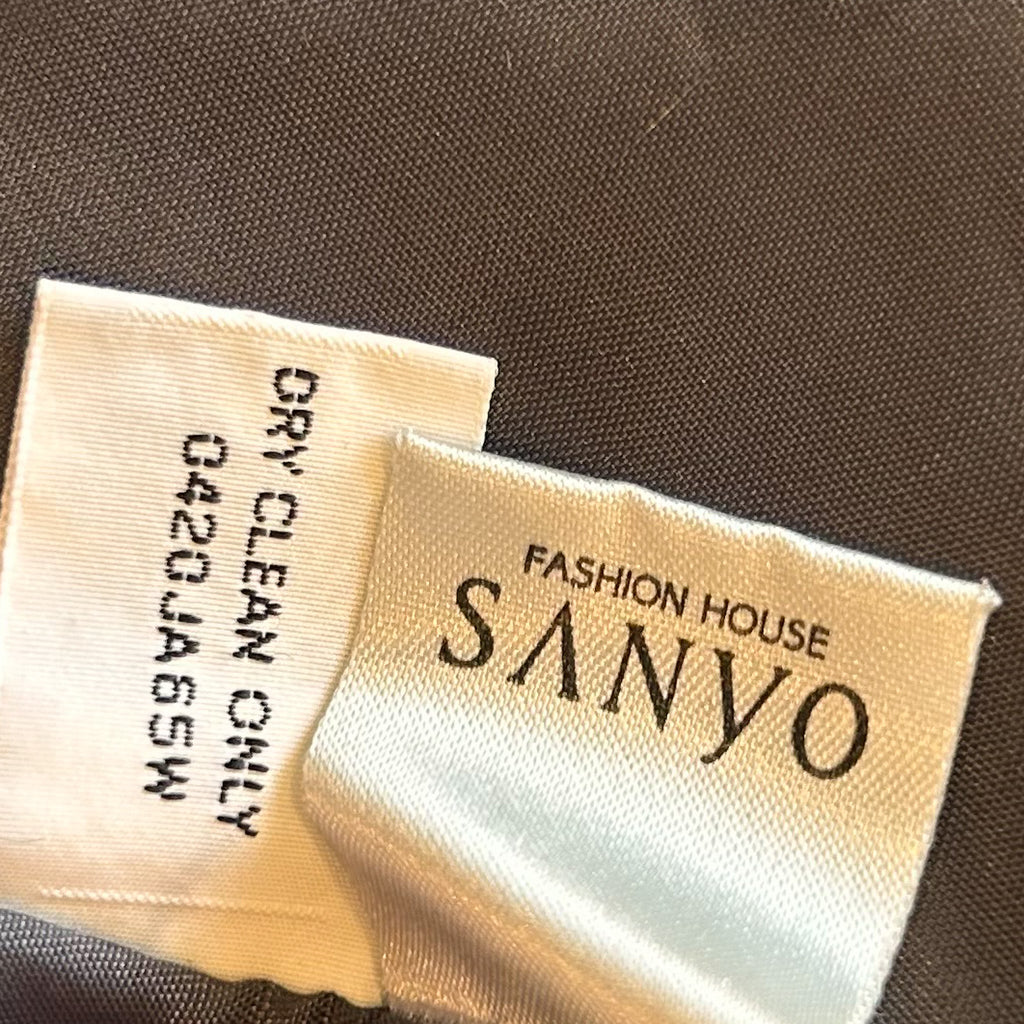 DRY CLEAN ONLY
0420JA65W
FASHION HOUSE
SANYO